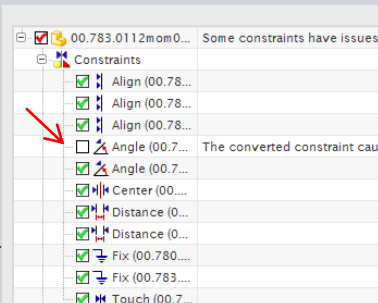 00.783.0112mom0... Some constraints have issues
Constraints
Align (00.78...
Align (00.78...
Align (00.78...
Angle (00.7... The converted constraint cau
Angle (00.7...
Center (00....
Distance (0...
Distance (0...
Fix (00.780....
Fix (00.783....
Touch (00.7...